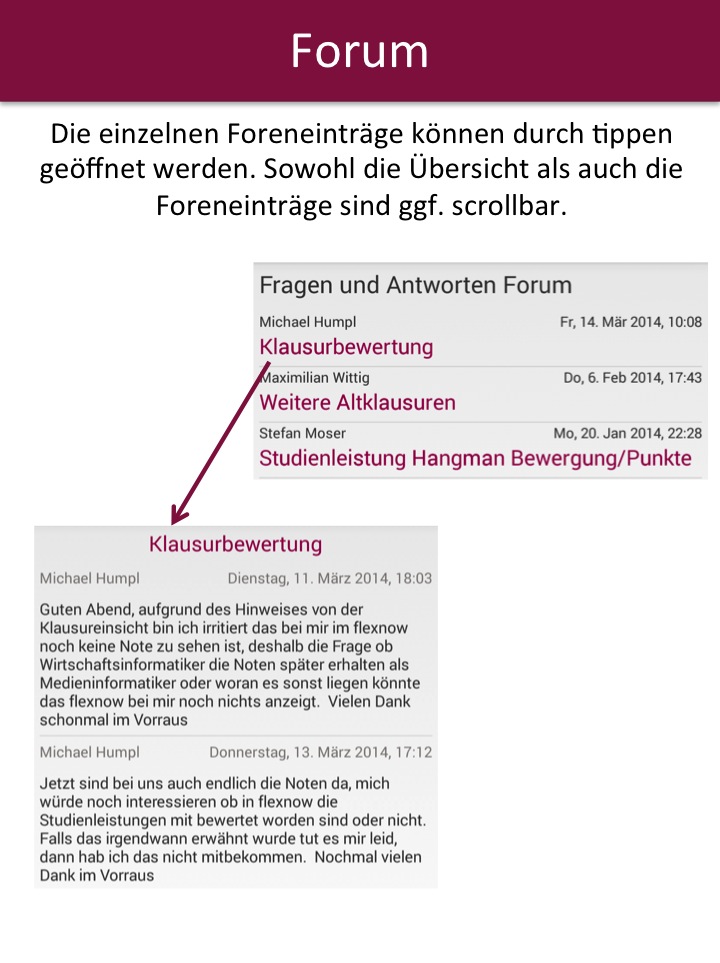 Forum
Die einzelnen Foreneinträge können durch tippen
geöffnet werden. Sowohl die Übersicht als auch die
Foreneinträge sind ggf. scrollbar.
Fragen und Antworten Forum
Michael Humpl Fr, 14. Mär 2014, 10:08
Klausurbewertung
Maximilian Wittig Do, 6. Feb 2014, 17:43
Weitere Altklausuren
Stefan Moser Mo, 20. Jan 2014, 22:28
Studienleistung Hangman Bewergung/Punkte
Klausurbewertung
Michael Humpl Dienstag, 11. März 2014, 18:03
Guten Abend, aufgrund des Hinweises von der
Klausureinsicht bin ich irritiert das bei mir im flexnow
noch keine Note zu sehen ist, deshalb die Frage ob
Wirtschaftsinformatiker die Noten später erhalten als
Medieninformatiker oder woran es sonst liegen könnte
das flexnow bei mir noch nichts anzeigt. Vielen Dank
schonmal im Vorraus
Michael Humpl Donnerstag, 13. März 2014, 17:12
Jetzt sind bei uns auch endlich die Noten da, mich
würde noch interessieren ob in flexnow die
Studienleistungen mit bewertet worden sind oder nicht.
Falls das irgendwann erwähnt wurde tut es mir leid,
dann hab ich das nicht mitbekommen. Nochmal vielen
Dank im Vorraus